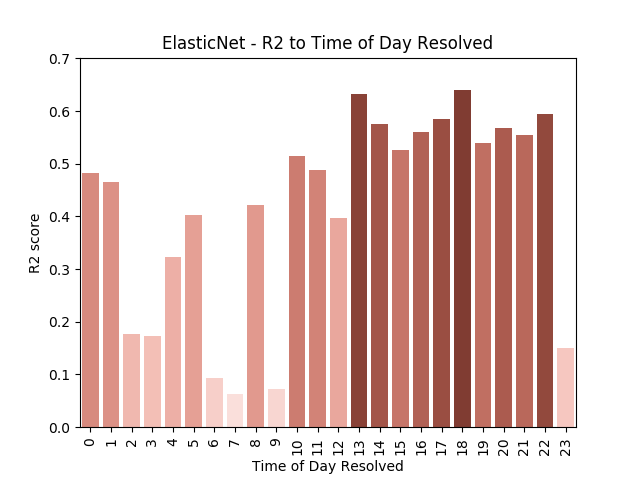 ElasticNet - R2 to Time of Day Resolved
0.7
0.6
0.5
0.4
0.3
0.2
0.1
0.0
R2 score
0 1 2 3 4 5 6 7 8 9 10 11 12 13 14 15 16 17 18 19 20 21 22 23
Time of Day Resolved